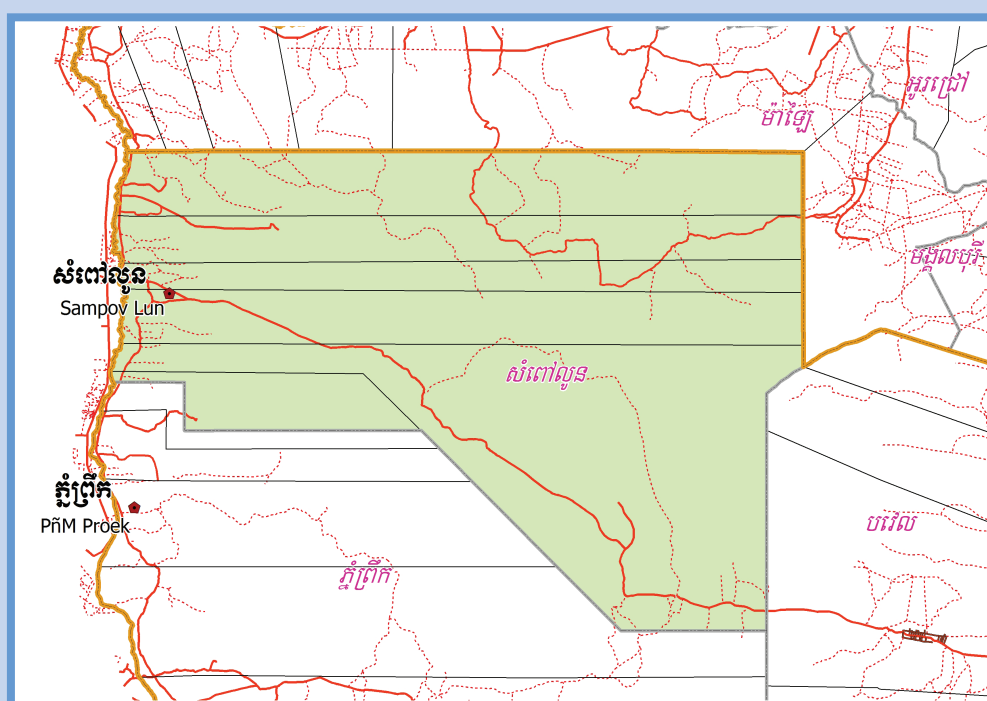 អូរជ្រៅ
ម៉ាឡៃ
មង្គលបុរី
សំពៅលូន
Sampov Lun
សំពៅលូន
ភ្នំព្រឹក
PñM Proek
បវេល
ភ្នំព្រឹក